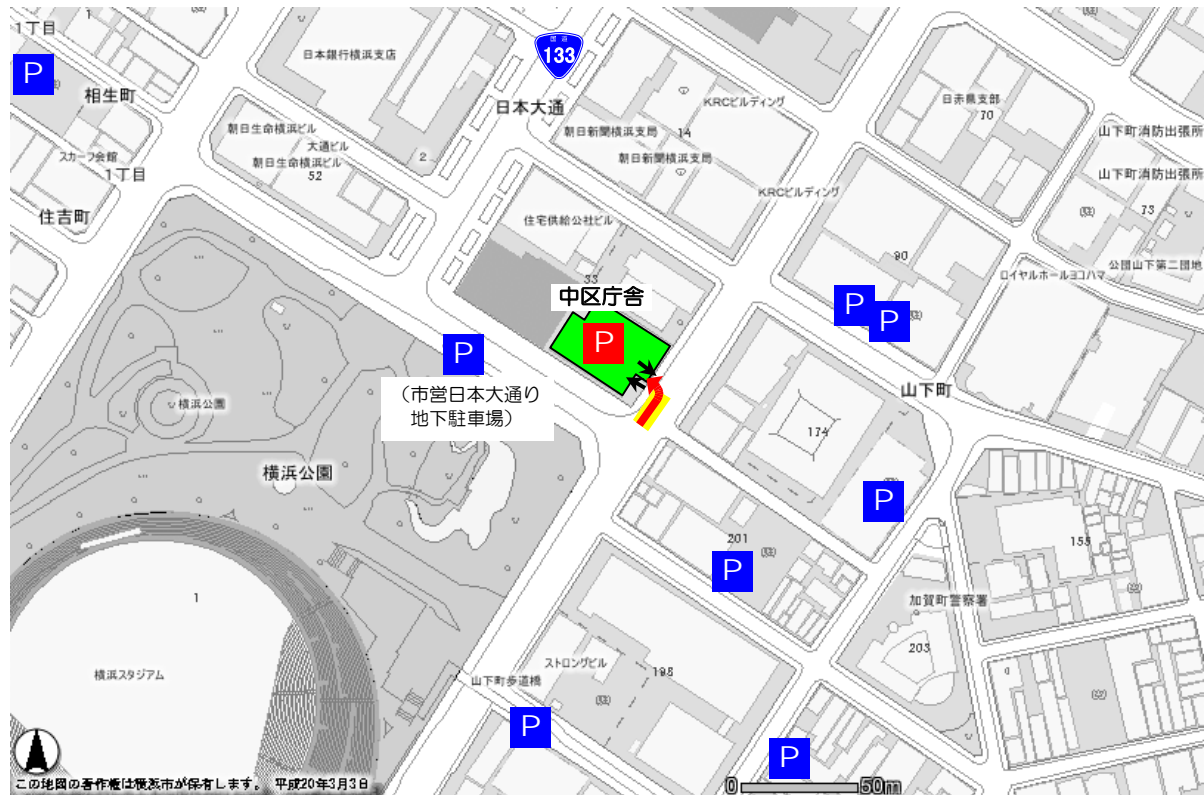 1丁目
1
P
相生町
スカーフ会館
1丁目
住吉町
日本銀行横浜支店
国道
133
日本大通
朝日生命横浜ビル
大通ビル
朝日生命横浜ビル
52
2
KRCビルディング
朝日新聞横浜支局
14
朝日新聞横浜支局
KRCビルディング
日赤県支部
70
山下町消防出張所
山下町消防出張所
73
公団山下第二団地
ロイヤルホールヨコハマ
90
住宅供給公社ビル
33
中区庁舎
P
P
P
P
(市営日本大通り
地下駐車場)
山下町
174
横浜公園
横浜公園
P
201
P
155
加賀町警察署
203
1
横浜スタジアム
ストロングビル
195
山下町歩道橋
P
P
この地図の著作権は横浜市が保有します。 平成20年3月3日
0 50m